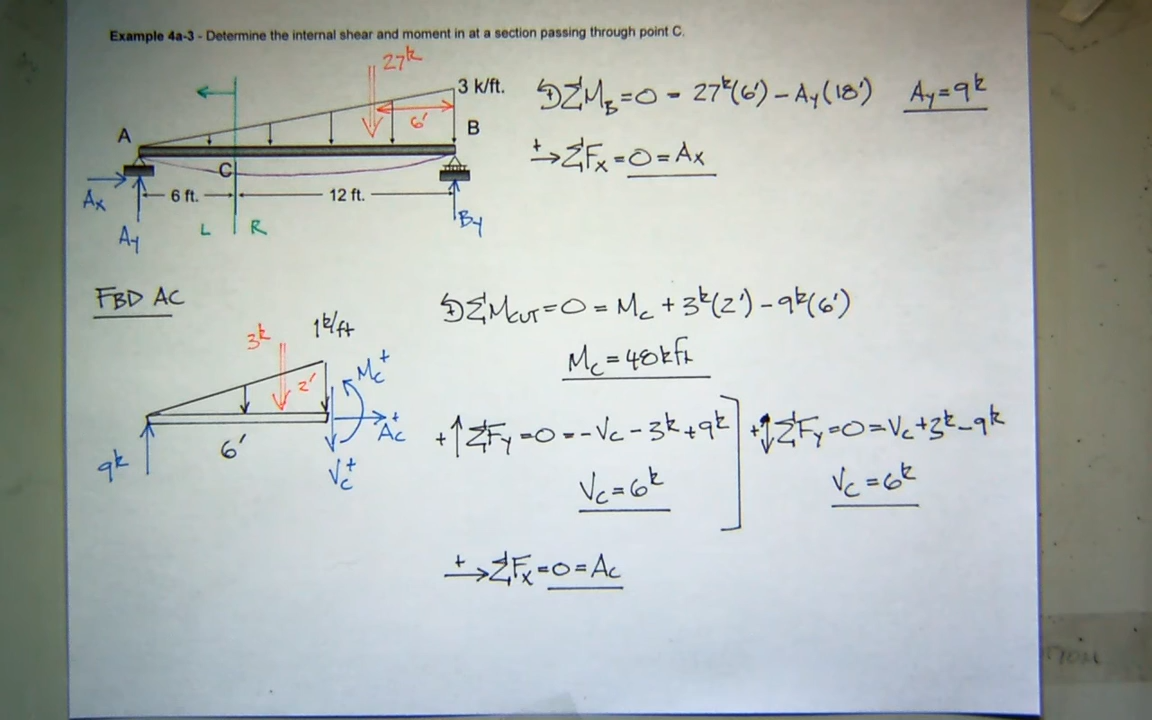 Example 4a-3 - Determine the internal shear and moment in at a section passing through point C.
27k
3 k/ft.
6'
A
B
C
6 ft.
12 ft.
Ax
Ay
By
L
R
+↺ΣM_B = 0 = 27k(6') - Ay(18') Ay = 9k
+→ ΣFx = 0 = Ax
FBD AC
3k
1k/ft
2'
Mc+
Ac+
Vc+
6'
9k
+↺ΣM_CUT = 0 = Mc + 3k(2') - 9k(6')
Mc = 48kft
+↑ΣFy = 0 = -Vc - 3k + 9k
Vc = 6k
+↓ΣFy = 0 = Vc + 3k - 9k
Vc = 6k
+→ ΣFx = 0 = Ac